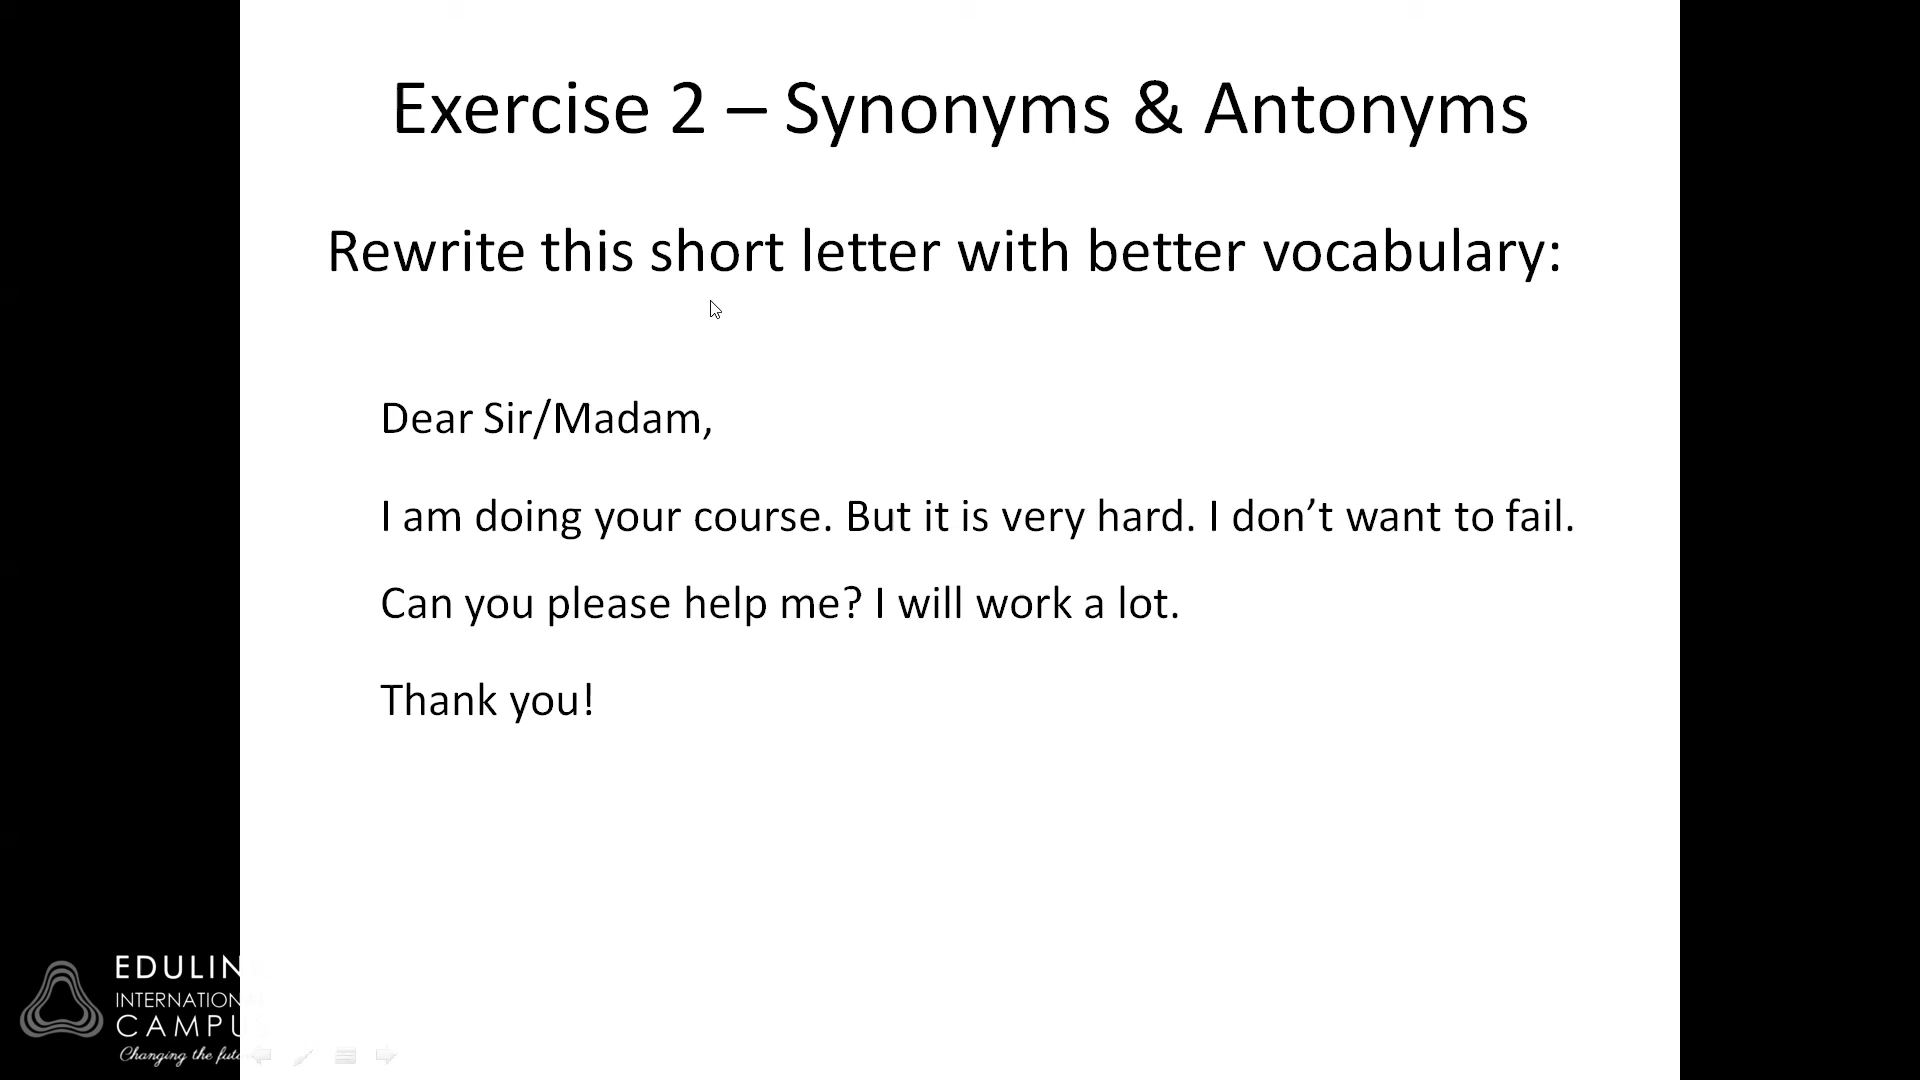 Exercise 2 – Synonyms & Antonyms
Rewrite this short letter with better vocabulary:
Dear Sir/Madam,
I am doing your course. But it is very hard. I don’t want to fail.
Can you please help me? I will work a lot.
Thank you!
EDULIN
INTERNATION
CAMPU
Changing the futu